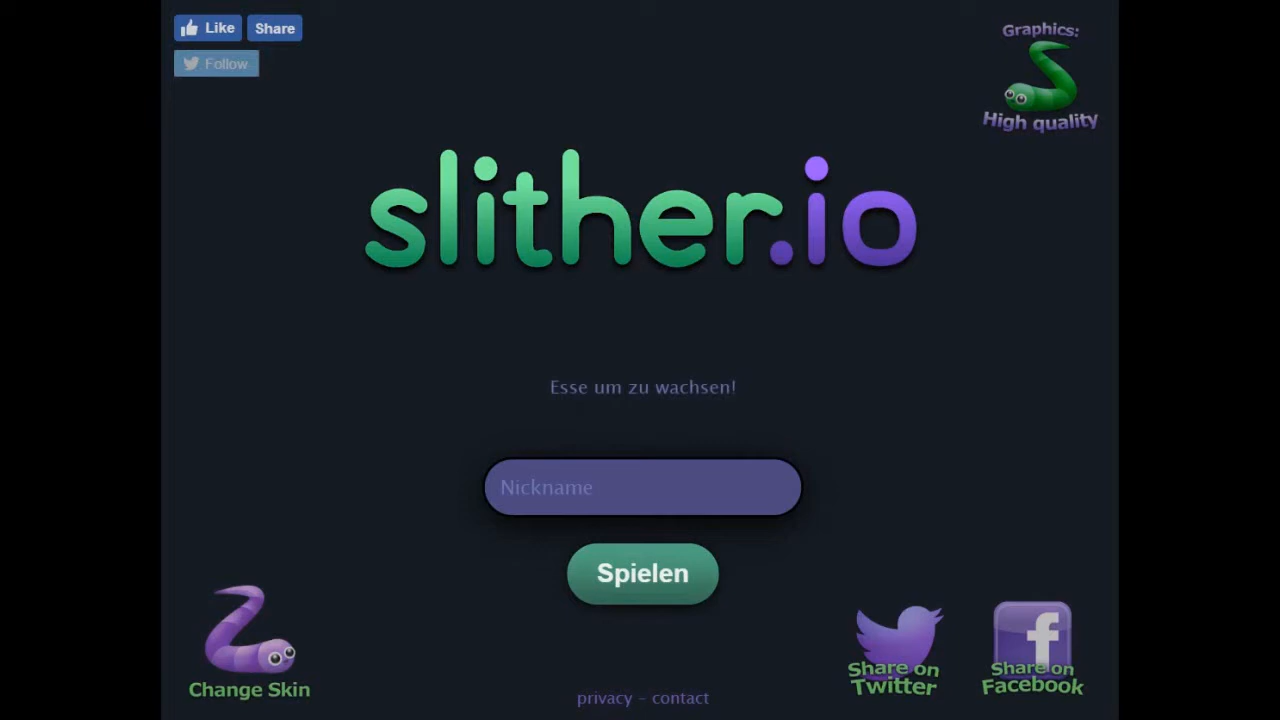 Like Share
Follow
Graphics:
High quality
slither.io
Esse um zu wachsen!
Nickname
Spielen
Change Skin
Share on
Twitter
Share on
Facebook
privacy - contact